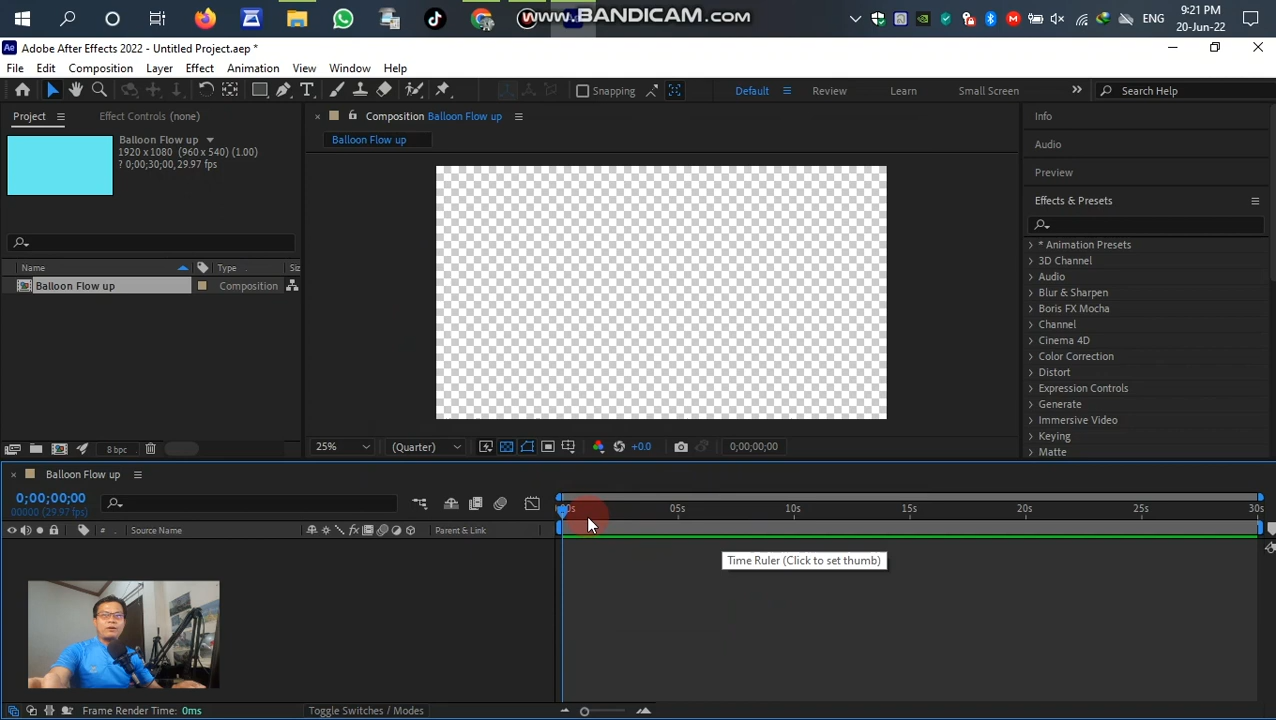 www.BANDICAM.com
9:21 PM
ENG
20-Jun-22
Ae Adobe After Effects 2022 - Untitled Project.aep *
File Edit Composition Layer Effect Animation View Window Help
Snapping
Default
Review
Learn
Small Screen
Search Help
Project
Effect Controls (none)
Balloon Flow up
1920 x 1080 (960 x 540) (1.00)
? 0;00;30;00, 29.97 fps
Name
Type
Balloon Flow up
Composition
8 bpc
Composition Balloon Flow up
Balloon Flow up
25%
(Quarter)
+0.0
0;00;00;00
Info
Audio
Preview
Effects & Presets
* Animation Presets
3D Channel
Audio
Blur & Sharpen
Boris FX Mocha
Channel
Cinema 4D
Color Correction
Distort
Expression Controls
Generate
Immersive Video
Keying
Matte
Balloon Flow up
0;00;00;00
00000 (29.97 fps)
#
Source Name
Parent & Link
05s
10s
15s
20s
25s
30s
Time Ruler (Click to set thumb)
Frame Render Time: 0ms
Toggle Switches / Modes